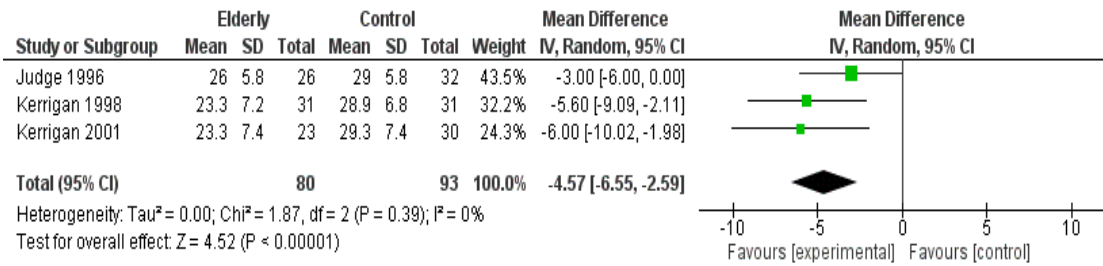 Elderly Control Mean Difference Mean Difference
Study or Subgroup Mean SD Total Mean SD Total Weight IV, Random, 95% CI IV, Random, 95% CI
Judge 1996 26 5.8 26 29 5.8 32 43.5% -3.00 [-6.00, 0.00]
Kerrigan 1998 23.3 7.2 31 28.9 6.8 31 32.2% -5.60 [-9.09, -2.11]
Kerrigan 2001 23.3 7.4 23 29.3 7.4 30 24.3% -6.00 [-10.02, -1.98]
Total (95% CI) 80 93 100.0% -4.57 [-6.55, -2.59]
Heterogeneity: Tau² = 0.00; Chi² = 1.87, df = 2 (P = 0.39); I² = 0%
Test for overall effect: Z = 4.52 (P < 0.00001)
-10 -5 0 5 10
Favours [experimental] Favours [control]